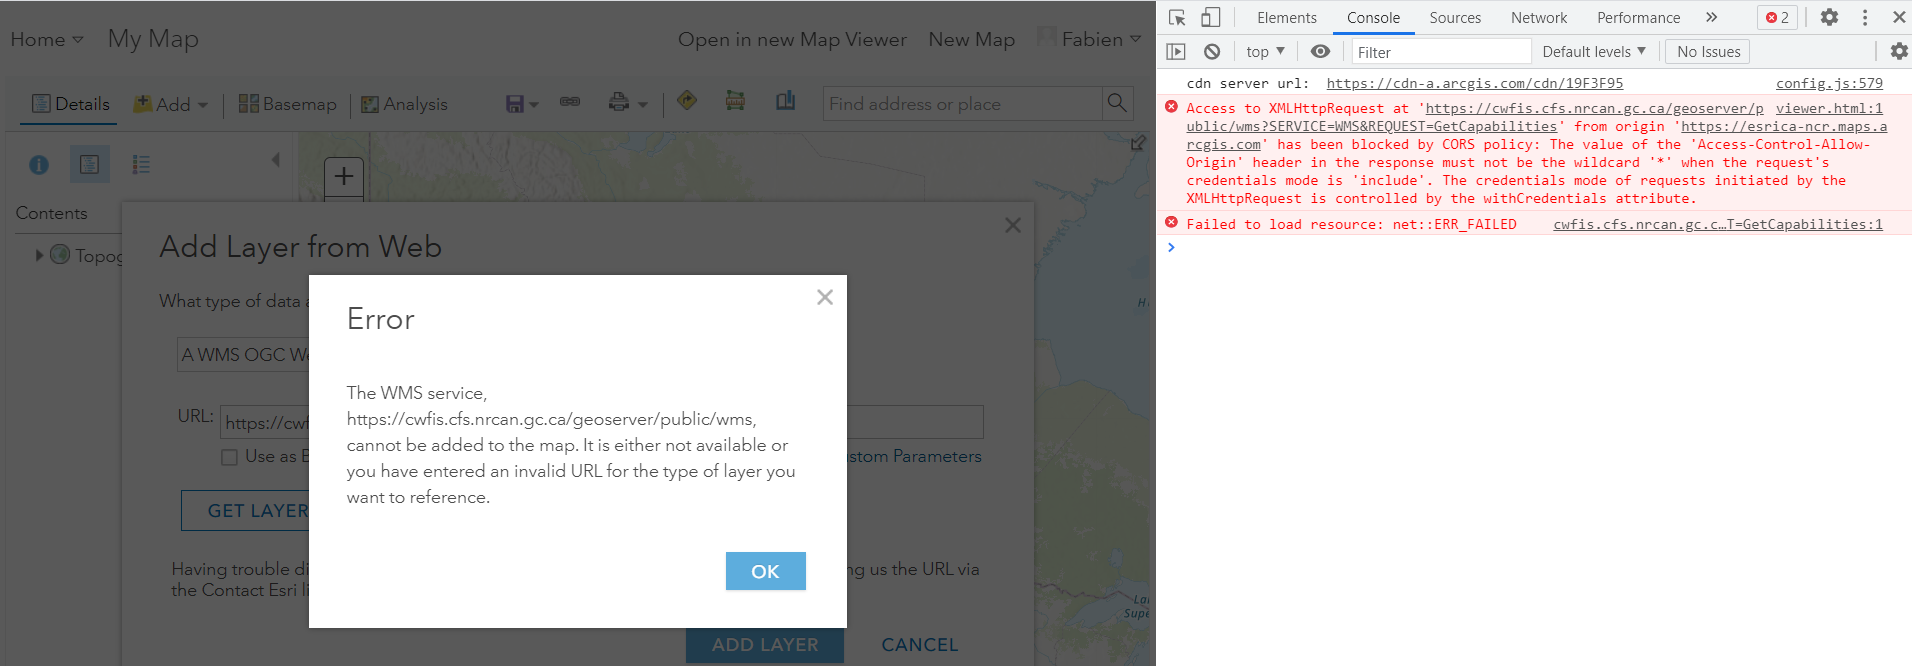 Home My Map Open in new Map Viewer New Map Fabien
Details Add Basemap Analysis Find address or place
Contents
Topog
Add Layer from Web
What type of data a
A WMS OGC We
URL: https://cwf
Use as B stom Parameters
GET LAYER
Having trouble di ng us the URL via
the Contact Esri li
ADD LAYER CANCEL
Error
The WMS service,
https://cwfis.cfs.nrcan.gc.ca/geoserver/public/wms,
cannot be added to the map. It is either not available or
you have entered an invalid URL for the type of layer you
want to reference.
OK
H
La
Supe
Elements Console Sources Network Performance » 2
top ▼ Filter Default levels ▼ No Issues
cdn server url: https://cdn-a.arcgis.com/cdn/19F3F95 config.js:579
Access to XMLHttpRequest at 'https://cwfis.cfs.nrcan.gc.ca/geoserver/p viewer.html:1
ublic/wms?SERVICE=WMS&REQUEST=GetCapabilities' from origin 'https://esrica-ncr.maps.a
rcgis.com' has been blocked by CORS policy: The value of the 'Access-Control-Allow-
Origin' header in the response must not be the wildcard '*' when the request's
credentials mode is 'include'. The credentials mode of requests initiated by the
XMLHttpRequest is controlled by the withCredentials attribute.
Failed to load resource: net::ERR_FAILED cwfis.cfs.nrcan.gc.c…T=GetCapabilities:1